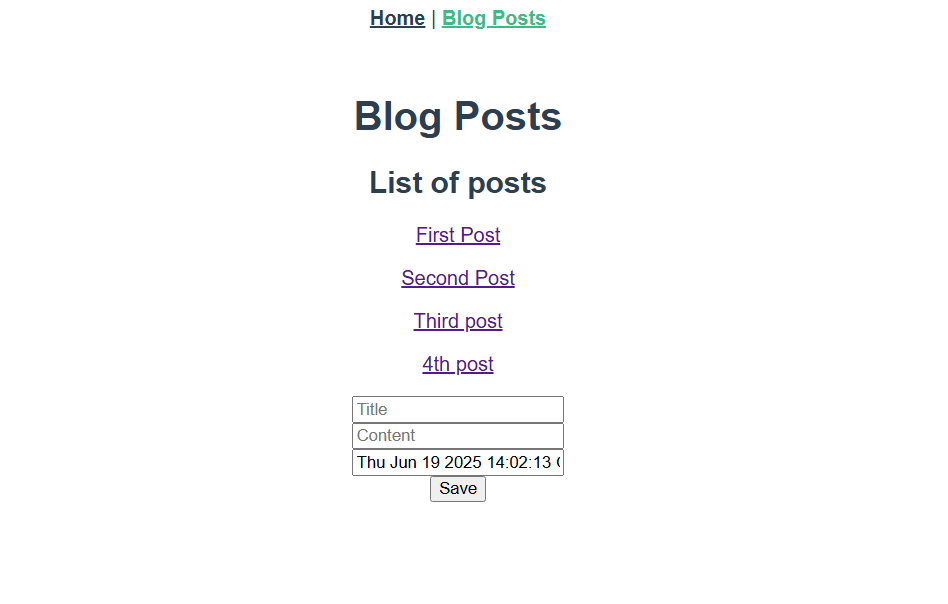 Home | Blog Posts
Blog Posts
List of posts
First Post
Second Post
Third post
4th post
Title
Content
Thu Jun 19 2025 14:02:13
Save